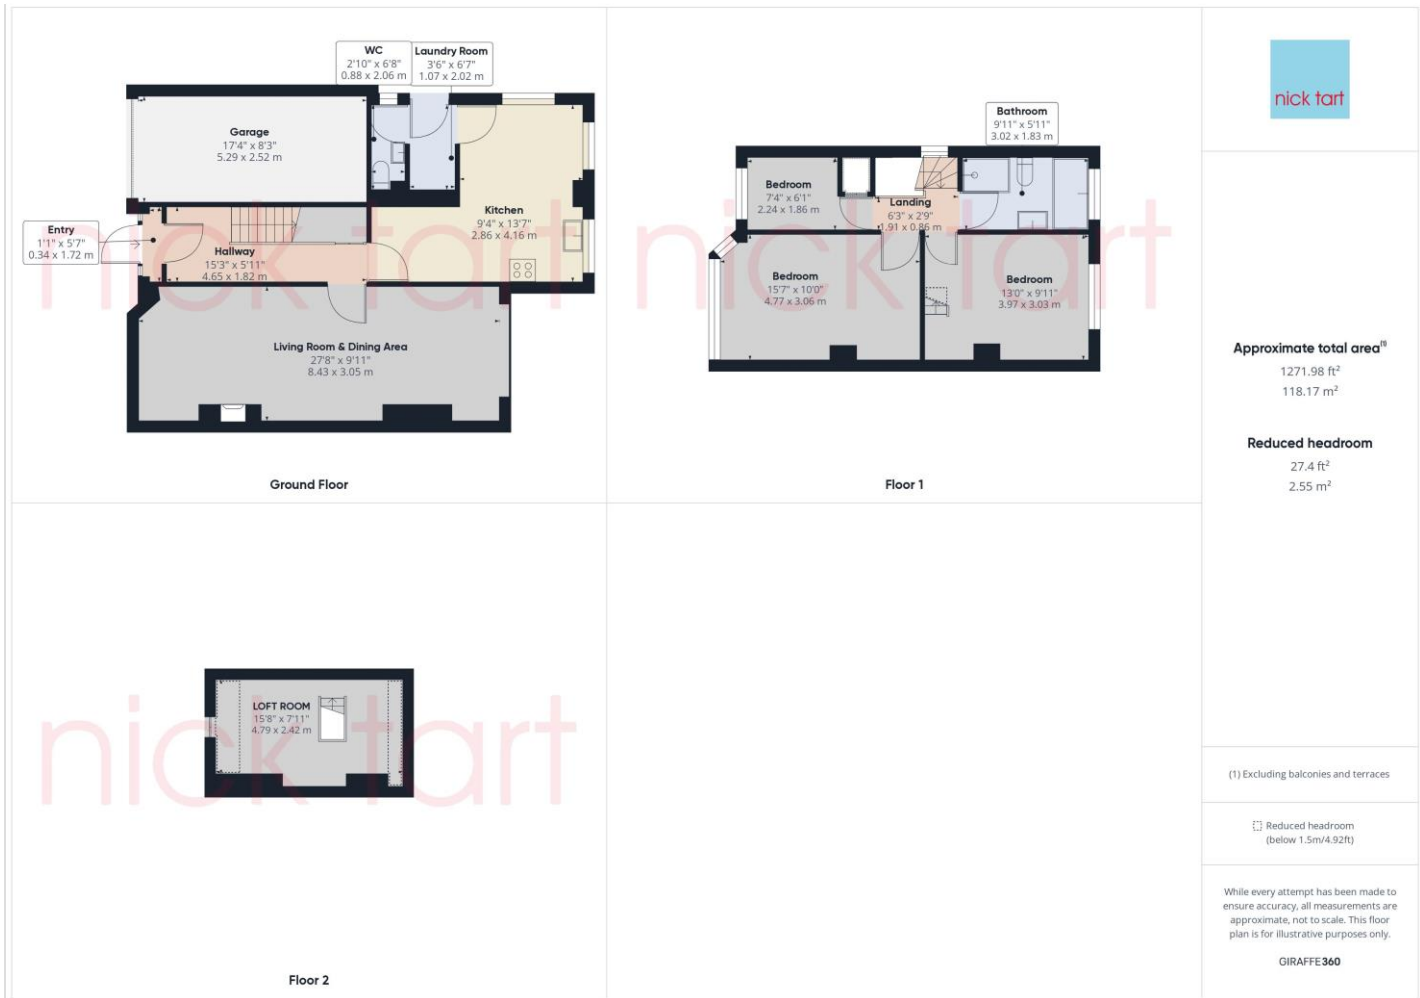 WC
2'10" x 6'8"
0.88 x 2.06 m
Laundry Room
3'6" x 6'7"
1.07 x 2.02 m
Garage
17'4" x 8'3"
5.29 x 2.52 m
Kitchen
9'4" x 13'7"
2.86 x 4.16 m
Entry
1'1" x 5'7"
0.34 x 1.72 m
Hallway
15'3" x 5'11"
4.65 x 1.82 m
Living Room & Dining Area
27'8" x 9'11"
8.43 x 3.05 m
nick tart
Ground Floor
Bathroom
9'11" x 5'11"
3.02 x 1.83 m
Bedroom
7'4" x 6'1"
2.24 x 1.86 m
Landing
6'3" x 2'9"
1.91 x 0.86 m
Bedroom
15'7" x 10'0"
4.77 x 3.06 m
Bedroom
13'0" x 9'11"
3.97 x 3.03 m
nick tart
Floor 1
LOFT ROOM
15'8" x 7'11"
4.79 x 2.42 m
nick tart
Floor 2
nick tart
Approximate total area(1)
1271.98 ft²
118.17 m²
Reduced headroom
27.4 ft²
2.55 m²
(1) Excluding balconies and terraces
Reduced headroom
(below 1.5m/4.92ft)
While every attempt has been made to
ensure accuracy, all measurements are
approximate, not to scale. This floor
plan is for illustrative purposes only.
GIRAFFE360